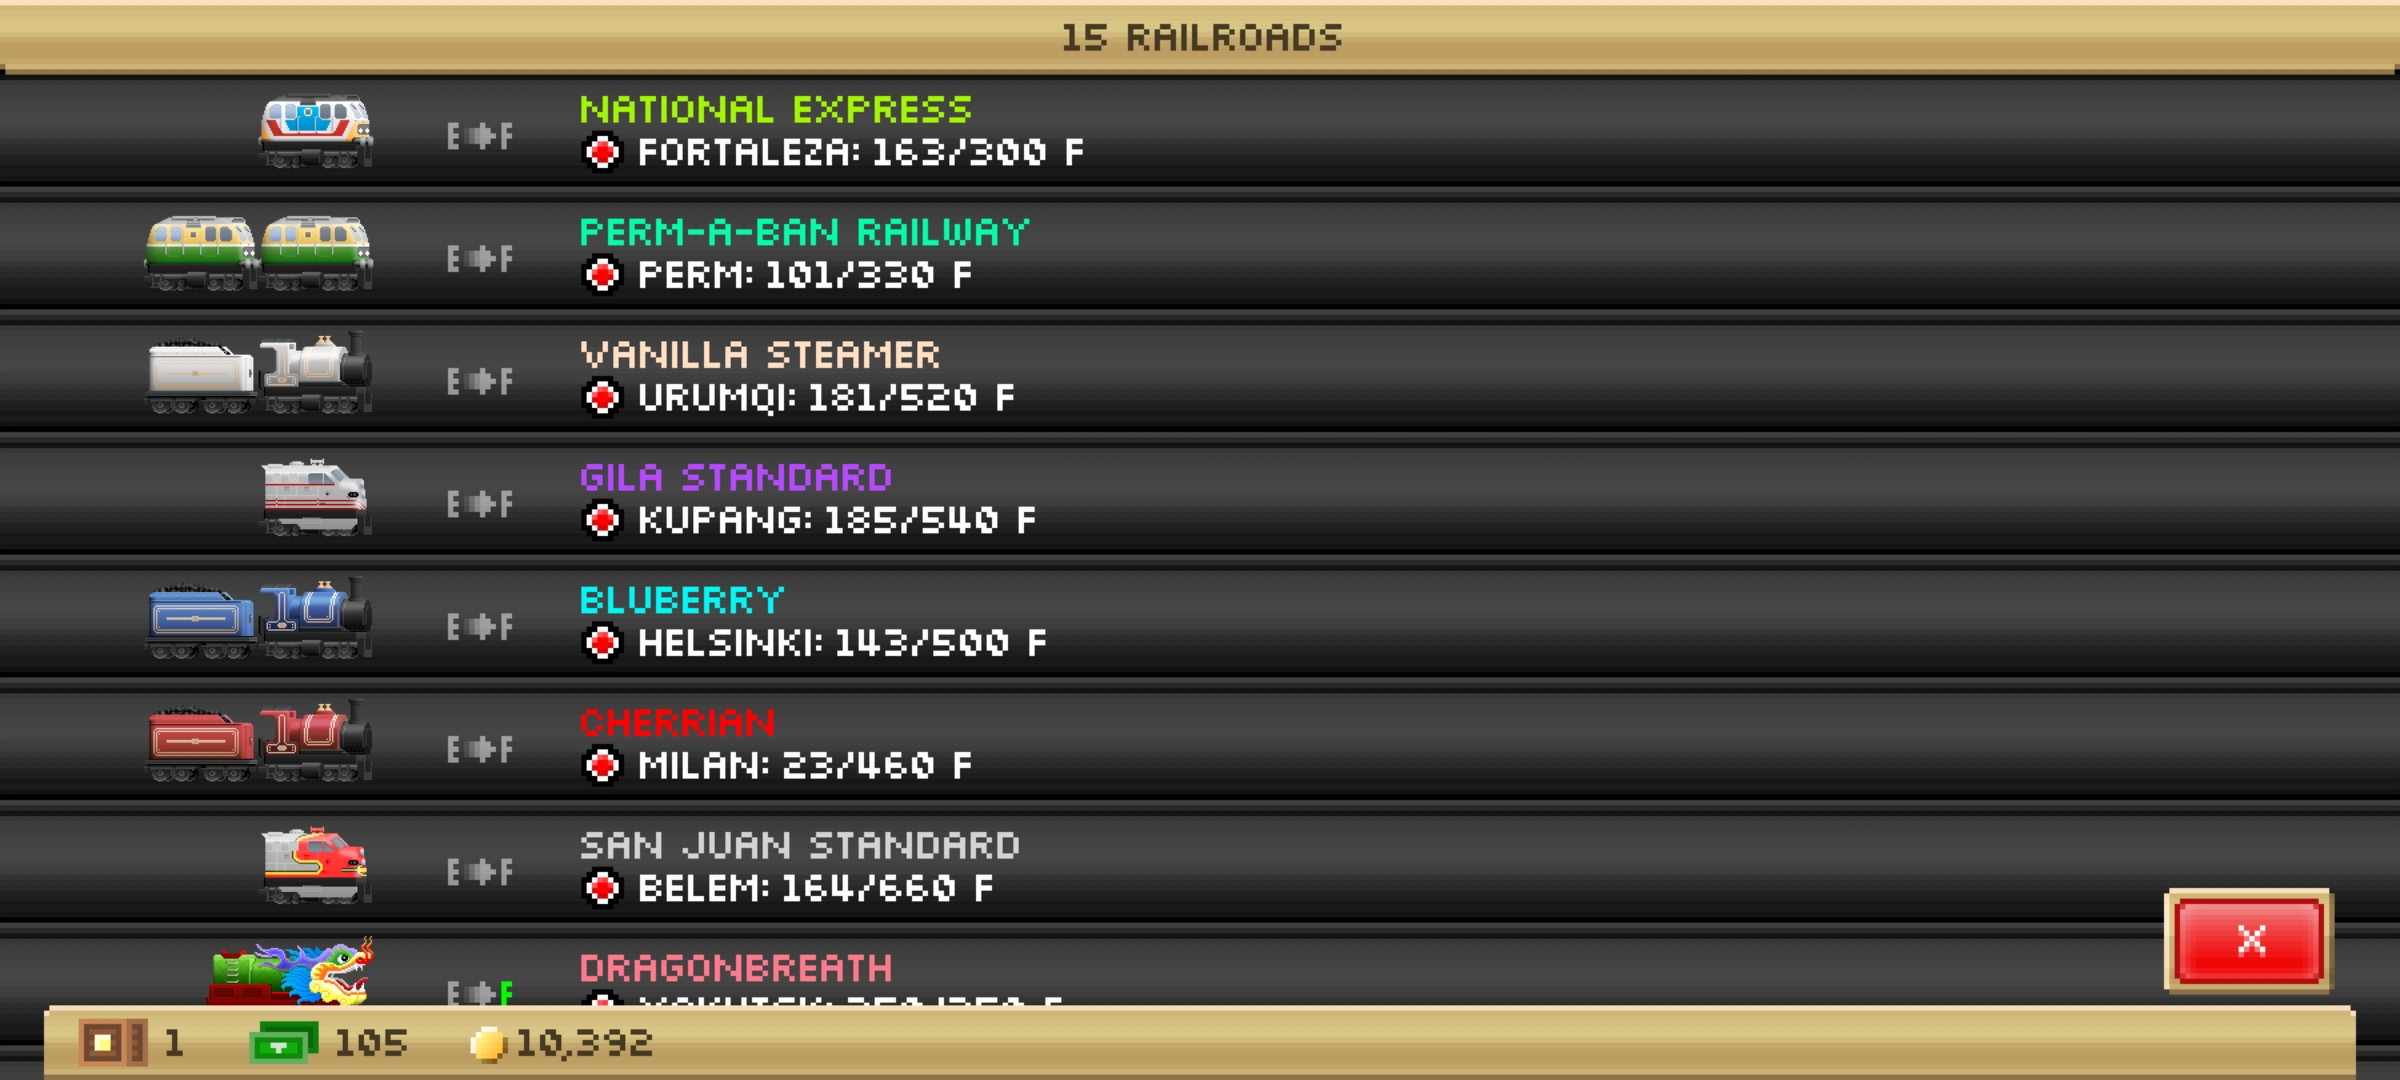 15 RAILROADS
E F
NATIONAL EXPRESS
FORTALEZA: 163/300 F
E F
PERM-A-BAN RAILWAY
PERM: 101/330 F
E F
VANILLA STEAMER
URUMQI: 181/520 F
E F
GILA STANDARD
KUPANG: 185/540 F
E F
BLUBERRY
HELSINKI: 143/500 F
E F
CHERRIAN
MILAN: 23/460 F
E F
SAN JUAN STANDARD
BELEM: 164/660 F
E F
DRAGONBREATH
X
1 105 10,392